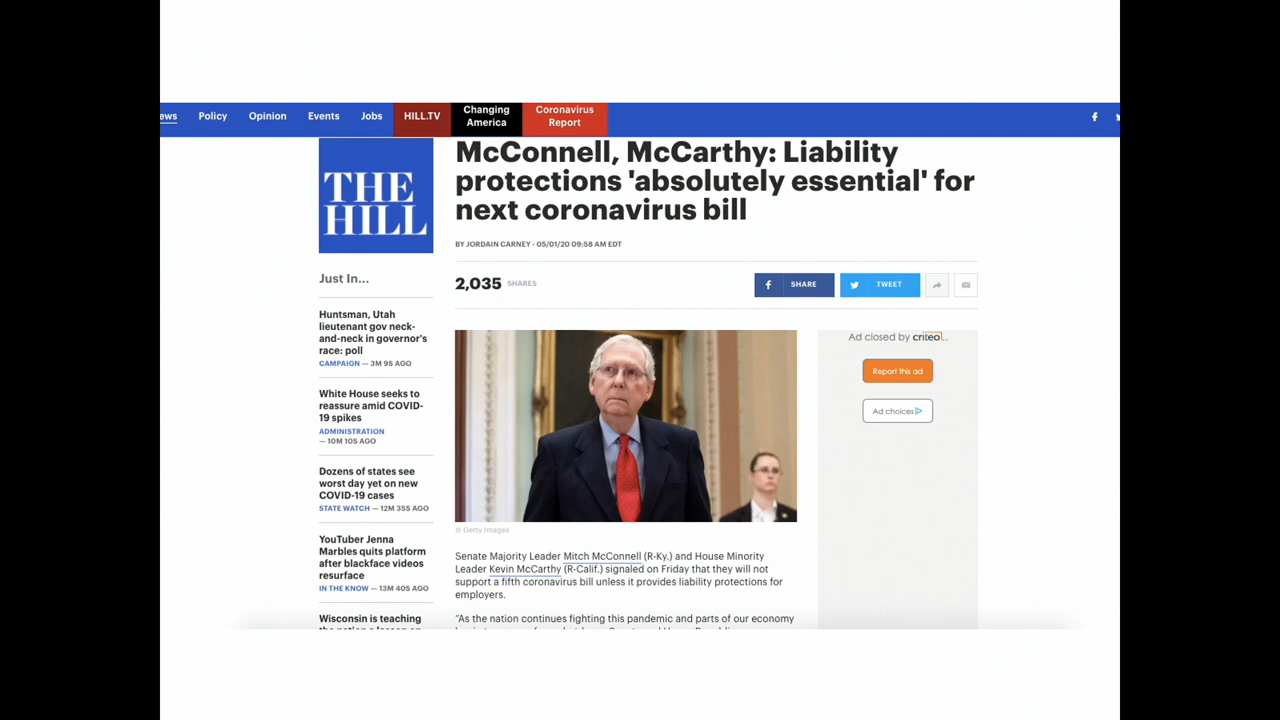 ews Policy Opinion Events Jobs HILL.TV Changing America Coronavirus Report
THE
HILL
McConnell, McCarthy: Liability
protections 'absolutely essential' for
next coronavirus bill
BY JORDAIN CARNEY - 05/01/20 09:58 AM EDT
2,035 SHARES
SHARE
TWEET
Just In...
Huntsman, Utah
lieutenant gov neck-
and-neck in governor's
race: poll
CAMPAIGN — 3M 9S AGO
White House seeks to
reassure amid COVID-
19 spikes
ADMINISTRATION
— 10M 10S AGO
Dozens of states see
worst day yet on new
COVID-19 cases
STATE WATCH — 12M 35S AGO
YouTuber Jenna
Marbles quits platform
after blackface videos
resurface
IN THE KNOW — 13M 40S AGO
Wisconsin is teaching
© Getty Images
Senate Majority Leader Mitch McConnell (R-Ky.) and House Minority
Leader Kevin McCarthy (R-Calif.) signaled on Friday that they will not
support a fifth coronavirus bill unless it provides liability protections for
employers.
“As the nation continues fighting this pandemic and parts of our economy
Ad closed by criteo.
Report this ad
Ad choices